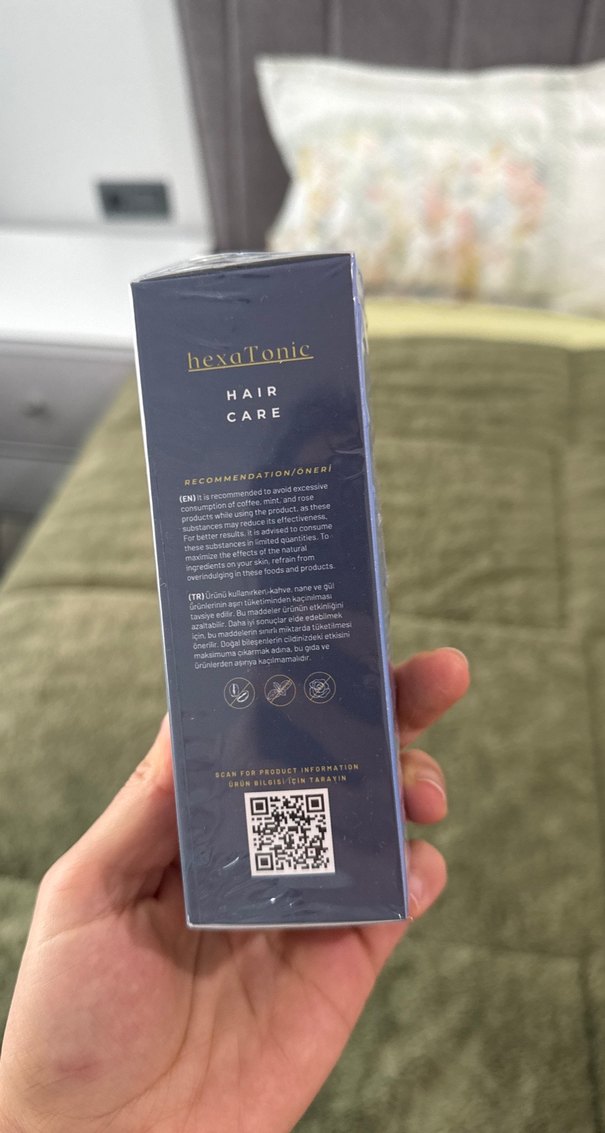 hexaTonic
HAIR
CARE
RECOMMENDATION/ÖNERİ
(EN) It is recommended to avoid excessive
consumption of coffee, mint, and rose
products while using the product, as these
substances may reduce its effectiveness.
For better results, it is advised to consume
these substances in limited quantities. To
maximize the effects of the natural
ingredients on your skin, refrain from
overindulging in these foods and products.
(TR) Ürünü kullanırken, kahve, nane ve gül
ürünlerinin aşırı tüketiminden kaçınılması
tavsiye edilir. Bu maddeler ürünün etkinliğini
azaltabilir. Daha iyi sonuçlar elde edebilmek
için, bu maddelerin sınırlı miktarda tüketilmesi
önerilir. Doğal bileşenlerin cildinizdeki etkisini
maksimuma çıkarmak adına, bu gıda ve
ürünlerden aşırıya kaçılmamalıdır.
SCAN FOR PRODUCT INFORMATION
ÜRÜN BİLGİSİ İÇİN TARAYIN